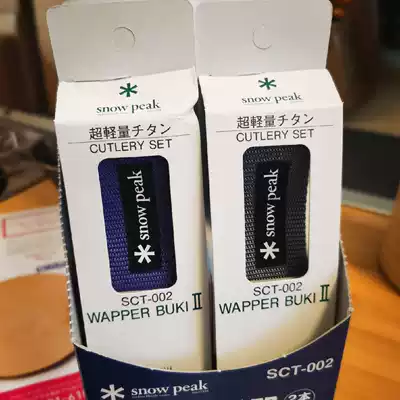 snow peak
超軽量チタン
CUTLERY SET
snow peak
SCT-002
WAPPER BUKI II
snow peak
超軽量チタン
CUTLERY SET
snow peak
SCT-002
WAPPER BUKI II
SCT-002
snow peak
2本